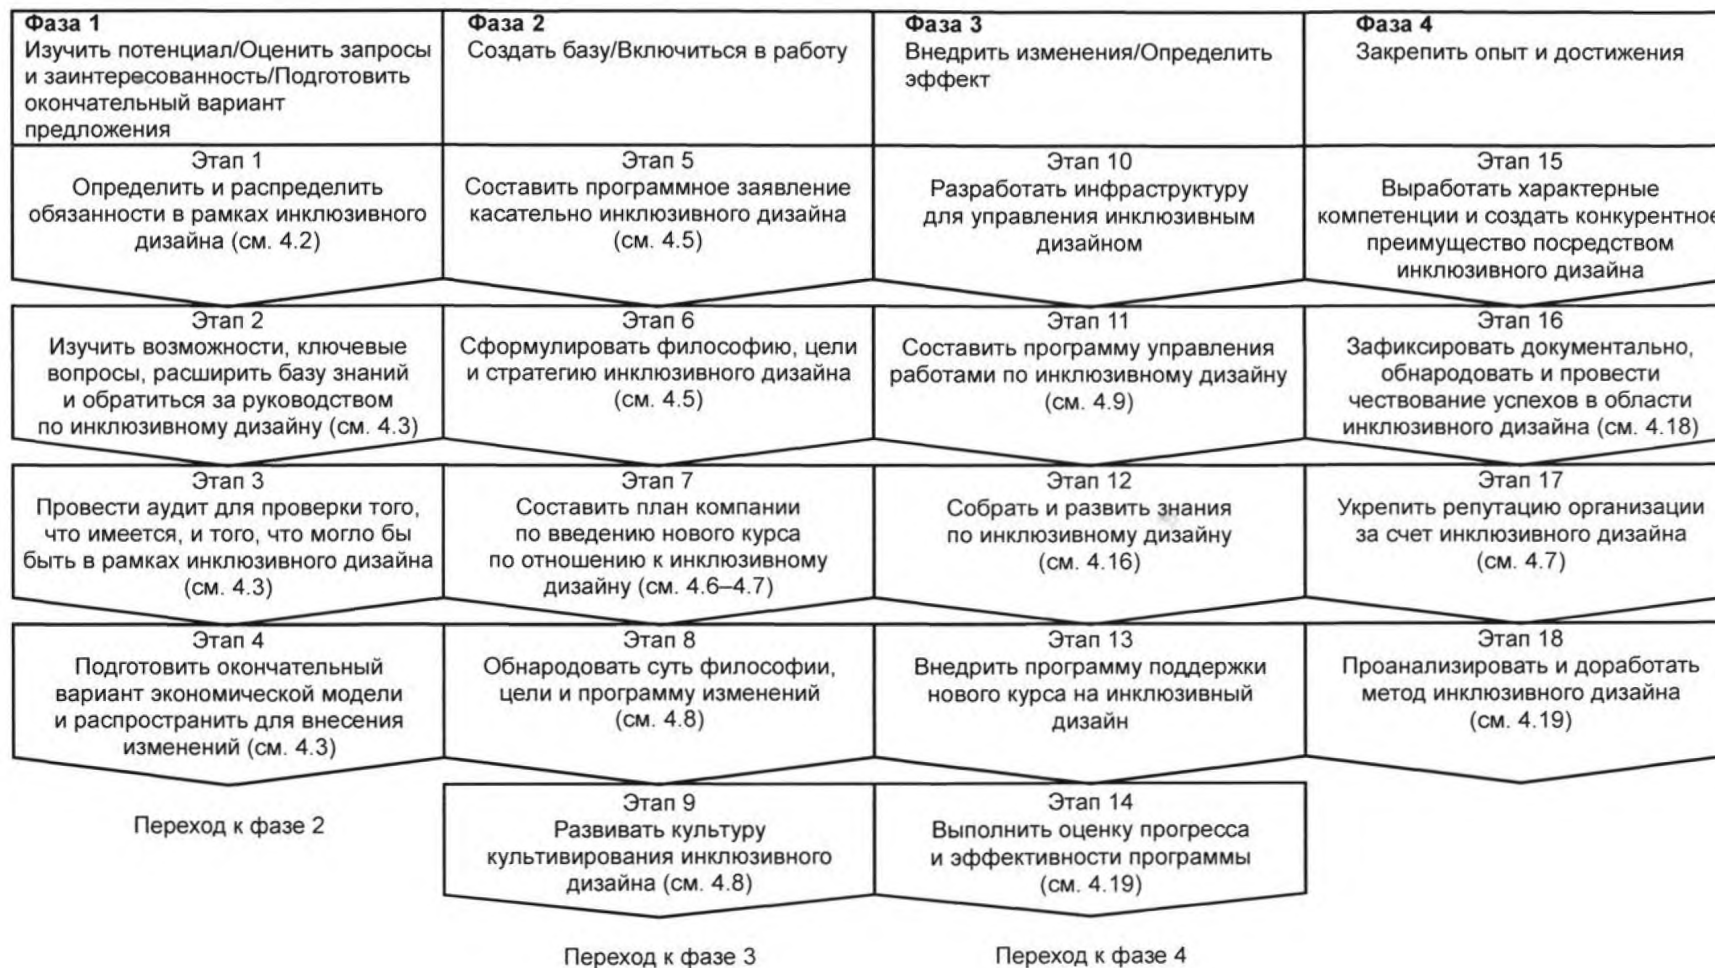 Фаза 1
Изучить потенциал/Оценить запросы
и заинтересованность/Подготовить
окончательный вариант
предложения
Этап 1
Определить и распределить
обязанности в рамках инклюзивного
дизайна (см. 4.2)
Этап 2
Изучить возможности, ключевые
вопросы, расширить базу знаний
и обратиться за руководством
по инклюзивному дизайну (см. 4.3)
Этап 3
Провести аудит для проверки того,
что имеется, и того, что могло бы
быть в рамках инклюзивного дизайна
(см. 4.3)
Этап 4
Подготовить окончательный
вариант экономической модели
и распространить для внесения
изменений (см. 4.3)
Переход к фазе 2
Фаза 2
Создать базу/Включиться в работу
Этап 5
Составить программное заявление
касательно инклюзивного дизайна
(см. 4.5)
Этап 6
Сформулировать философию, цели
и стратегию инклюзивного дизайна
(см. 4.5)
Этап 7
Составить план компании
по введению нового курса
по отношению к инклюзивному
дизайну (см. 4.6–4.7)
Этап 8
Обнародовать суть философии,
цели и программу изменений
(см. 4.8)
Этап 9
Развивать культуру
культивирования инклюзивного
дизайна (см. 4.8)
Переход к фазе 3
Фаза 3
Внедрить изменения/Определить
эффект
Этап 10
Разработать инфраструктуру
для управления инклюзивным
дизайном
Этап 11
Составить программу управления
работами по инклюзивному дизайну
(см. 4.9)
Этап 12
Собрать и развить знания
по инклюзивному дизайну
(см. 4.16)
Этап 13
Внедрить программу поддержки
нового курса на инклюзивный
дизайн
Этап 14
Выполнить оценку прогресса
и эффективности программы
(см. 4.19)
Переход к фазе 4
Фаза 4
Закрепить опыт и достижения
Этап 15
Выработать характерные
компетенции и создать конкурентное
преимущество посредством
инклюзивного дизайна
Этап 16
Зафиксировать документально,
обнародовать и провести
чествование успехов в области
инклюзивного дизайна (см. 4.18)
Этап 17
Укрепить репутацию организации
за счет инклюзивного дизайна
(см. 4.7)
Этап 18
Проанализировать и доработать
метод инклюзивного дизайна
(см. 4.19)